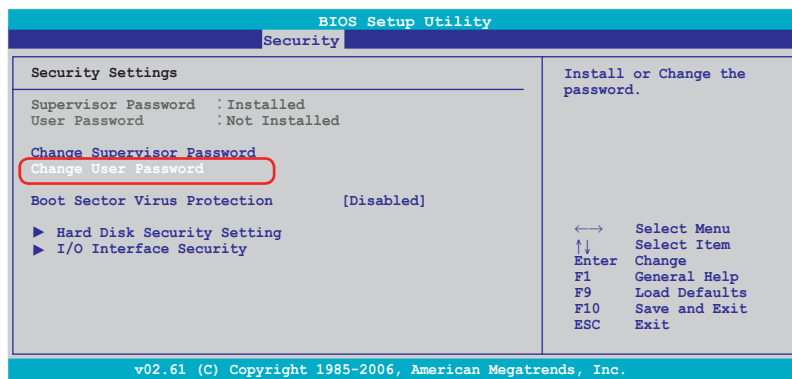 BIOS Setup Utility
Security
Security Settings
Supervisor Password : Installed
User Password : Not Installed
Change Supervisor Password
Change User Password
Boot Sector Virus Protection [Disabled]
▶ Hard Disk Security Setting
▶ I/O Interface Security
Install or Change the
password.
←→ Select Menu
↑↓ Select Item
Enter Change
F1 General Help
F9 Load Defaults
F10 Save and Exit
ESC Exit
v02.61 (C) Copyright 1985-2006, American Megatrends, Inc.